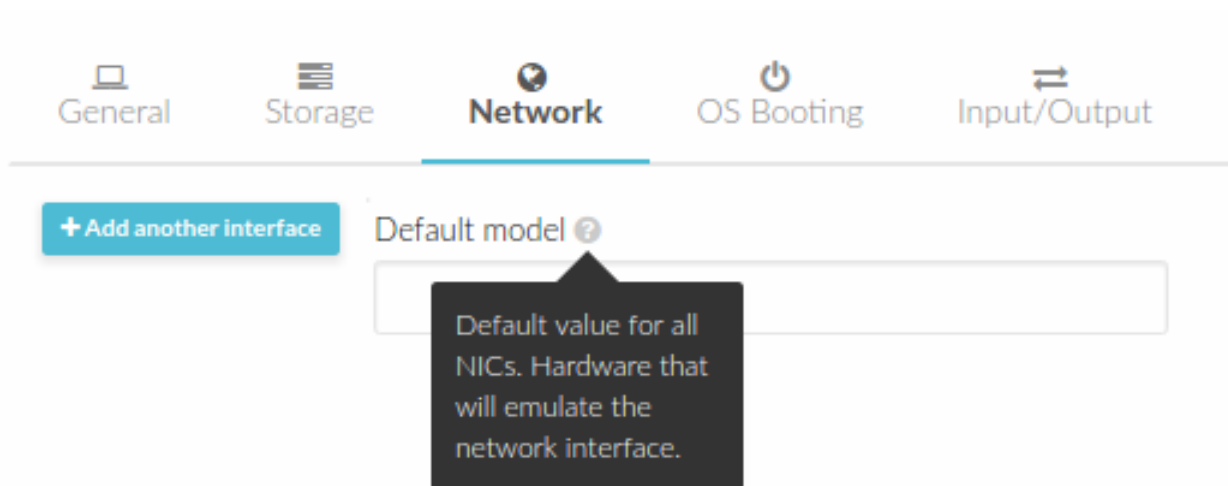 General Storage Network OS Booting Input/Output
+ Add another interface Default model ?
Default value for all
NICs. Hardware that
will emulate the
network interface.